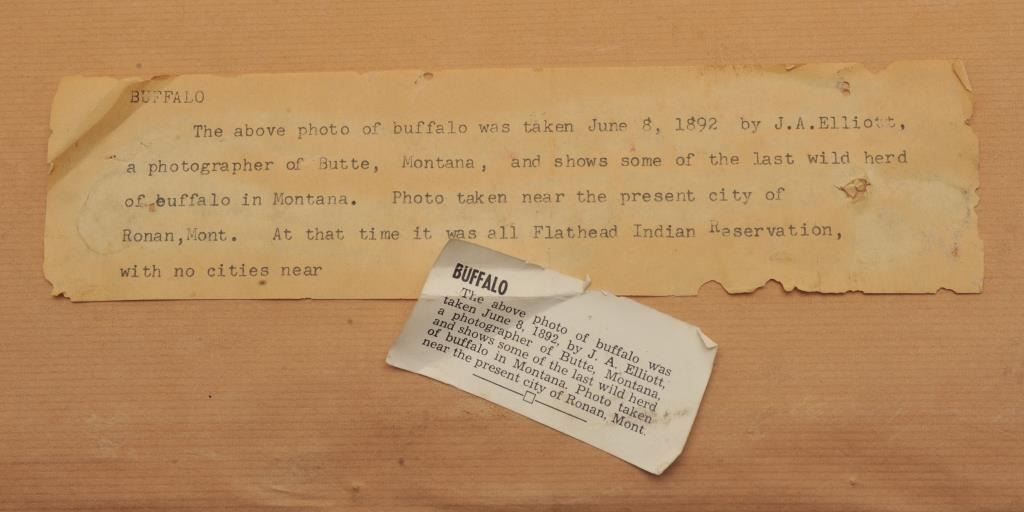 BUFFALO
The above photo of buffalo was taken June 8, 1892 by J.A.Elliott,
a photographer of Butte, Montana, and shows some of the last wild herd
of buffalo in Montana. Photo taken near the present city of
Ronan,Mont. At that time it was all Flathead Indian Reservation,
with no cities near
BUFFALO
The above photo of buffalo was
taken June 8, 1892, by J. A. Elliott,
a photographer of Butte, Montana,
and shows some of the last wild herd
of buffalo in Montana. Photo taken
near the present city of Ronan, Mont.